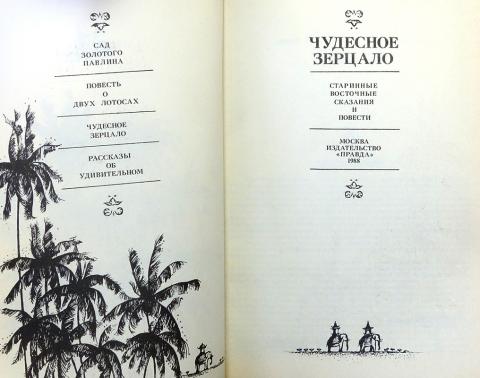 САД
ЗОЛОТОГО
ПАВЛИНА
ПОВЕСТЬ
О
ДВУХ ЛОТОСАХ
ЧУДЕСНОЕ
ЗЕРЦАЛО
РАССКАЗЫ
ОБ
УДИВИТЕЛЬНОМ
ЧУДЕСНОЕ
ЗЕРЦАЛО
СТАРИННЫЕ
ВОСТОЧНЫЕ
СКАЗАНИЯ
И
ПОВЕСТИ
МОСКВА
ИЗДАТЕЛЬСТВО
«ПРАВДА»
1988